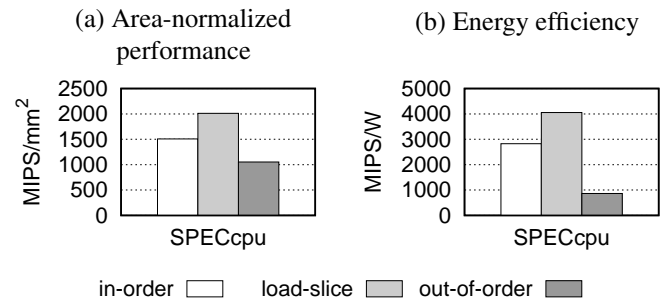 (a) Area-normalized
performance
(b) Energy efficiency
MIPS/mm²
2500
2000
1500
1000
500
0
SPECcpu
MIPS/W
5000
4000
3000
2000
1000
0
SPECcpu
in-order load-slice out-of-order